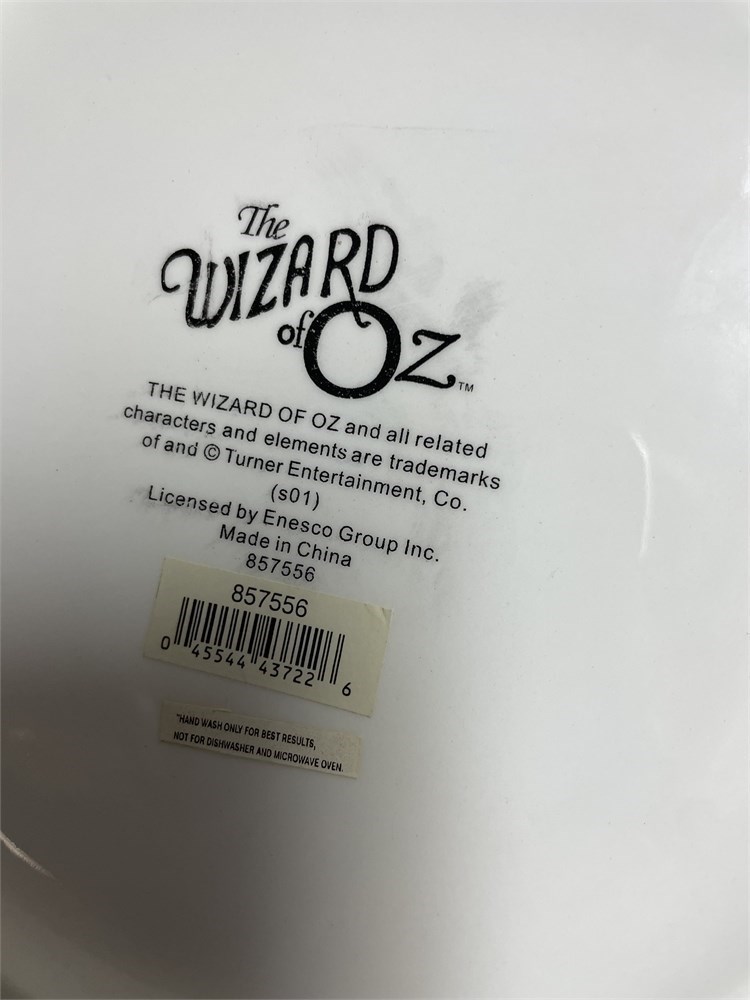 The
WIZARD
of OZ ™
THE WIZARD OF OZ and all related
characters and elements are trademarks
of and © Turner Entertainment, Co.
(s01)
Licensed by Enesco Group Inc.
Made in China
857556
857556
0 45544 43722 6
"HAND WASH ONLY FOR BEST RESULTS,
NOT FOR DISHWASHER AND MICROWAVE OVEN.